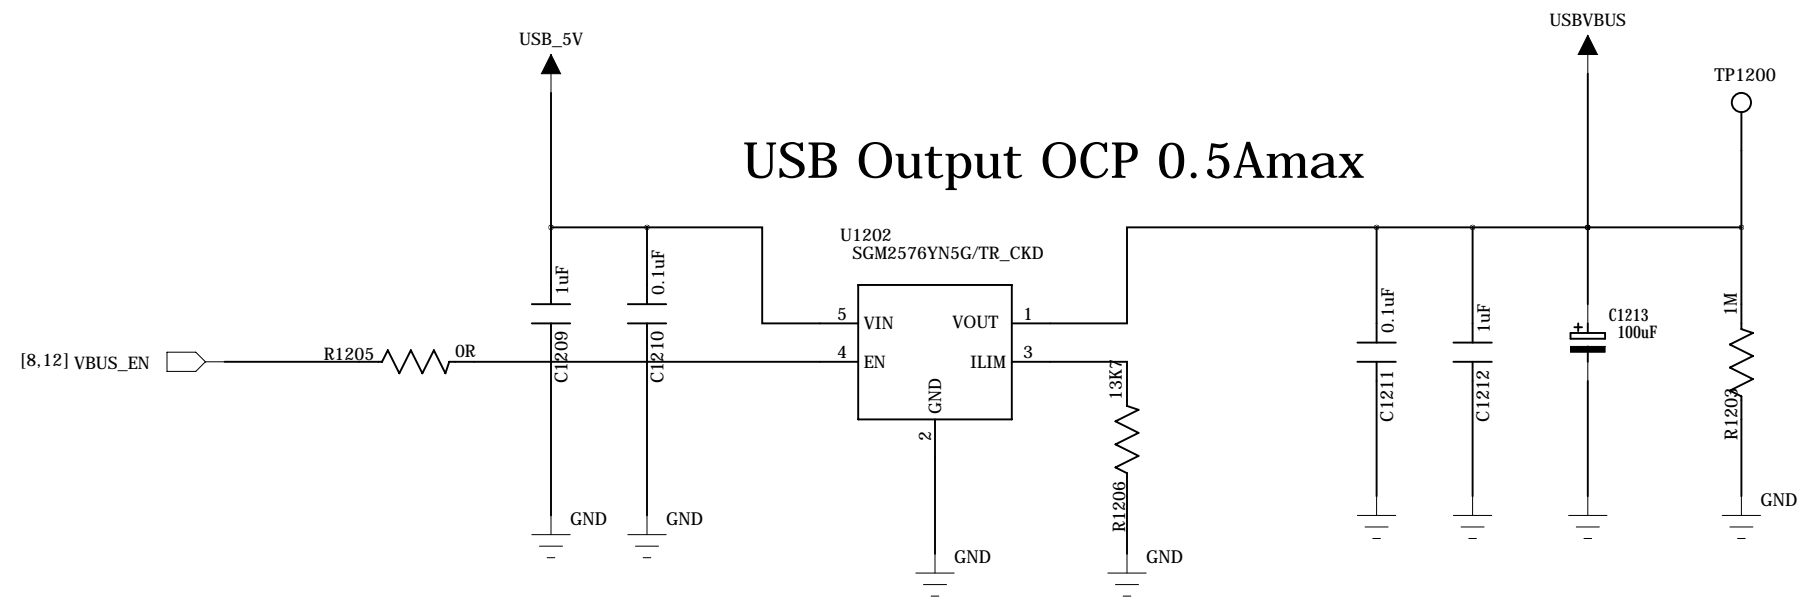 USBVBUS
USB_5V
TP1200
USB Output OCP 0.5Amax
U1202
SGM2576YN5G/TR_CKD
1uF
0.1uF
0.1uF
1uF
1M
C1213
100uF
5
VIN
VOUT
1
[8,12] VBUS_EN
R1205
0R
C1209
C1210
4
EN
ILIM
3
13K7
GND
2
C1211
C1212
R1203
R1206
GND
GND
GND
GND
GND